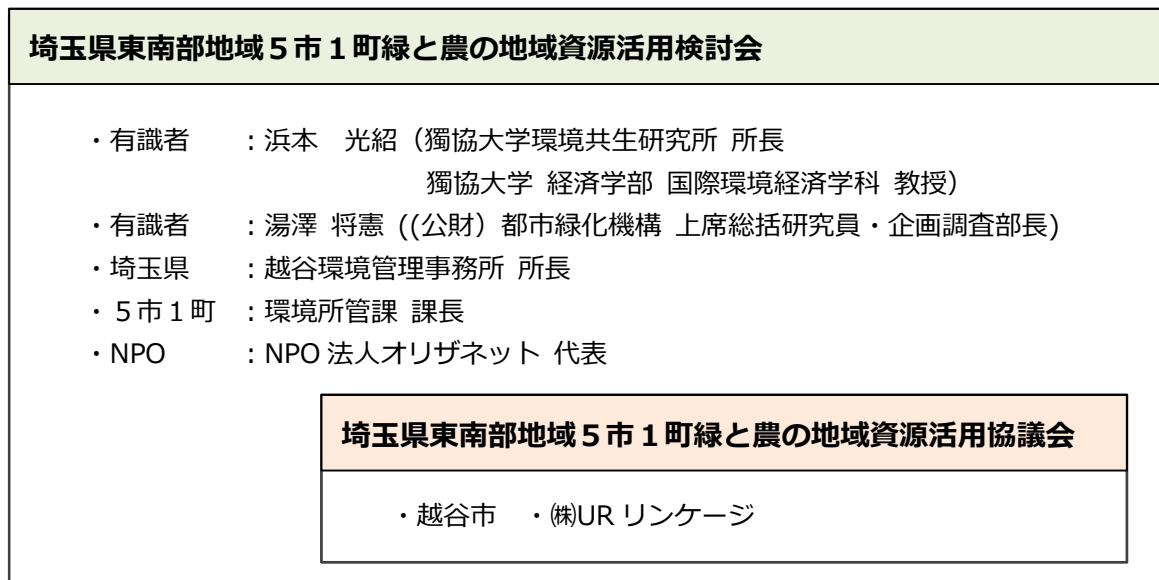 埼玉県東南部地域５市１町緑と農の地域資源活用検討会
・有識者　　：浜本　光紹（獨協大学環境共生研究所 所長
獨協大学 経済学部 国際環境経済学科 教授）
・有識者　　：湯澤 将憲 ((公財）都市緑化機構 上席総括研究員・企画調査部長)
・埼玉県　　：越谷環境管理事務所 所長
・５市１町　：環境所管課 課長
・NPO　　　：NPO 法人オリザネット 代表
埼玉県東南部地域５市１町緑と農の地域資源活用協議会
・越谷市　・㈱UR リンケージ